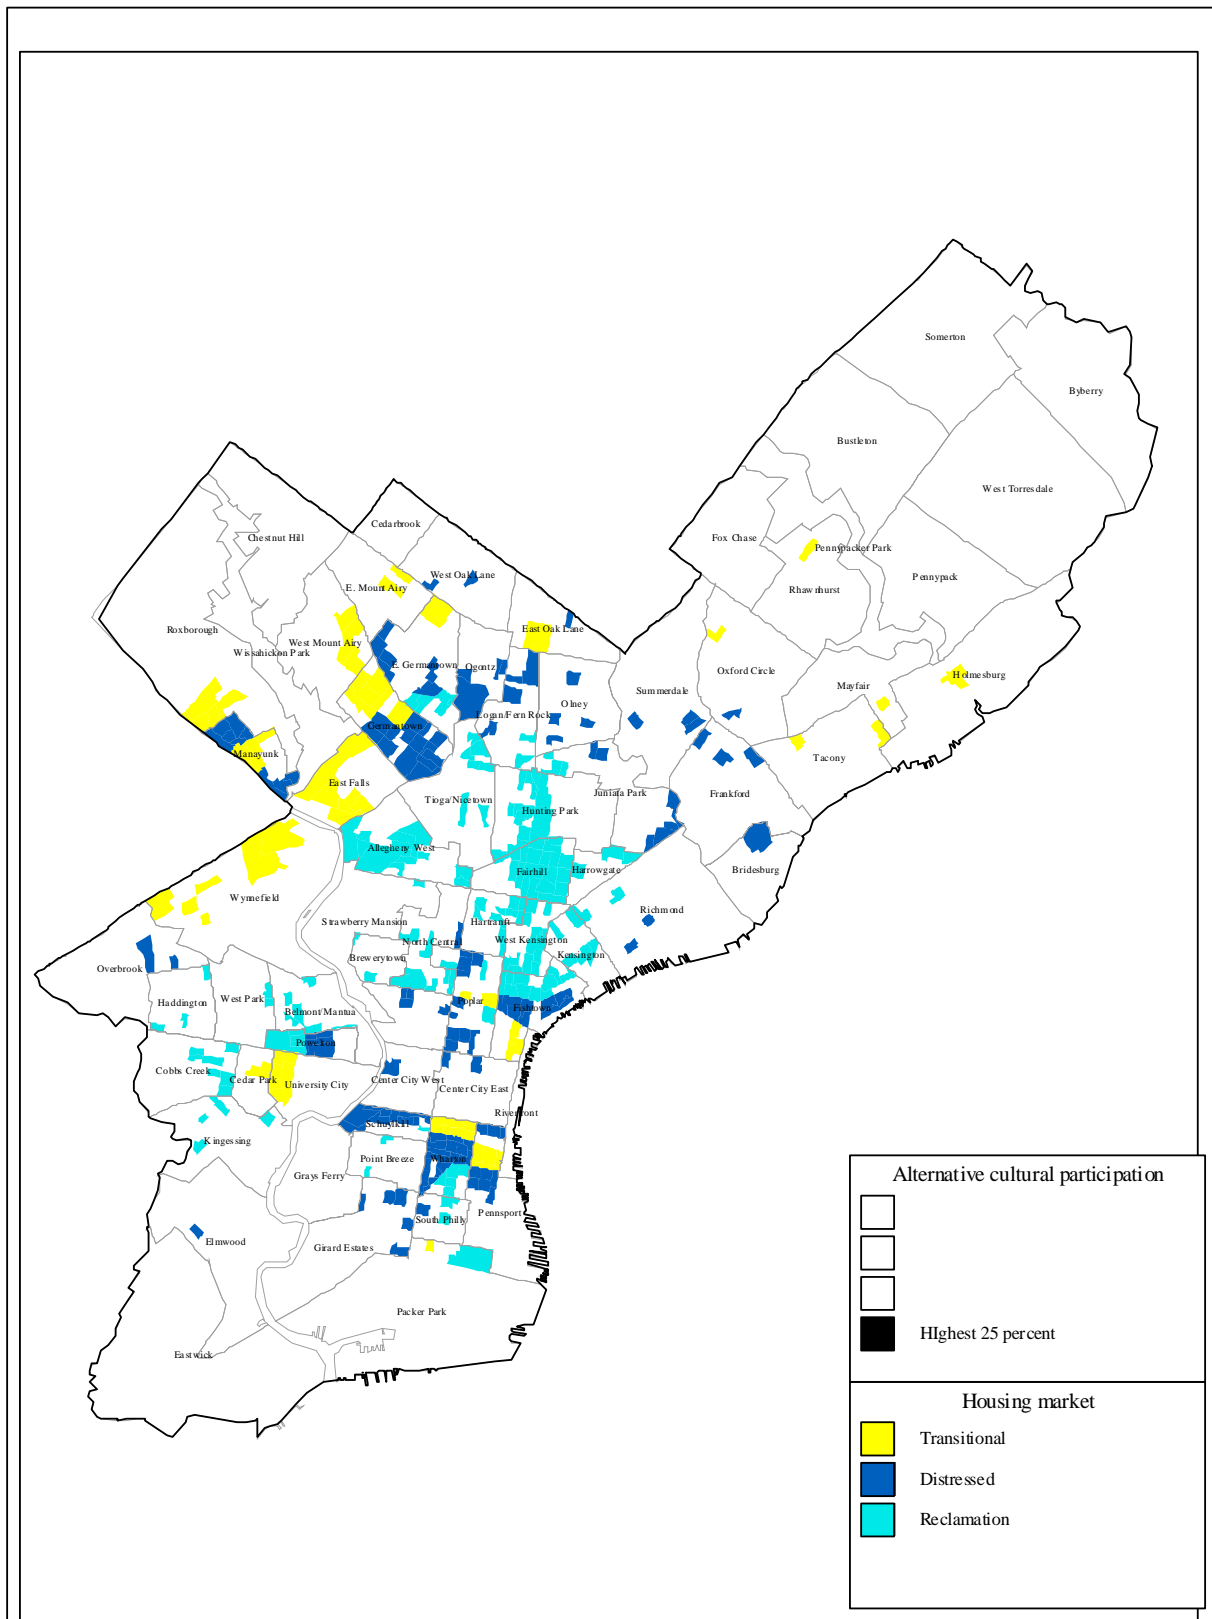 Somerton
Byberry
Bustleton
West Torresdale
Cedarbrook
Chestnut Hill
Fox Chase
Pennypacker Park
West Oak Lane
Pennypack
E. Mount Airy
Rhawnhurst
Roxborough
East Oak Lane
West Mount Airy
Wissahickon Park
E. Germantown
Ogontz
Oxford Circle
Holmesburg
Mayfair
Summerdale
Olney
Logan/Fern Rock
Germantown
Manayunk
Tacony
East Falls
Juniata Park
Frankford
Tioga/Nicetown
Hunting Park
Allegheny West
Fairhill
Harrowgate
Bridesburg
Wynnefield
Richmond
Strawberry Mansion
Hartranft
North Central
West Kensington
Brewerytown
Kensington
Overbrook
Haddington
West Park
Poplar
Fishtown
Belmont/Mantua
Powelton
Cobbs Creek
Cedar Park
University City
Center City West
Center City East
Riverfront
Schuylkill
Kingessing
Point Breeze
Wharton
Grays Ferry
Pennsport
South Philly
Elmwood
Girard Estates
Packer Park
Eastwick
Alternative cultural participation
HIghest 25 percent
Housing market
Transitional
Distressed
Reclamation